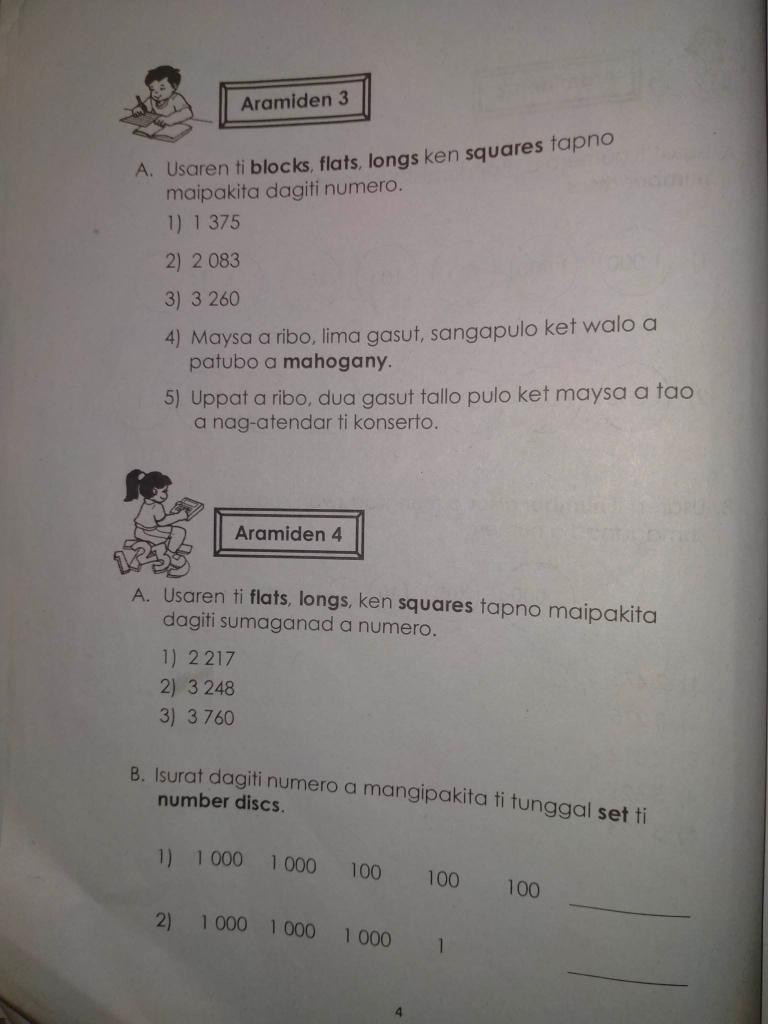 Aramiden 3
A. Usaren ti blocks, flats, longs ken squares tapno
maipakita dagiti numero.
1) 1 375
2) 2 083
3) 3 260
4) Maysa a ribo, lima gasut, sangapulo ket walo a
patubo a mahogany.
5) Uppat a ribo, dua gasut tallo pulo ket maysa a tao
a nag-atendar ti konserto.
Aramiden 4
A. Usaren ti flats, longs, ken squares tapno maipakita
dagiti sumaganad a numero.
1) 2 217
2) 3 248
3) 3 760
B. Isurat dagiti numero a mangipakita ti tunggal set ti
number discs.
1) 1 000 1 000 100 100 100
2) 1 000 1 000 1 000 1
4